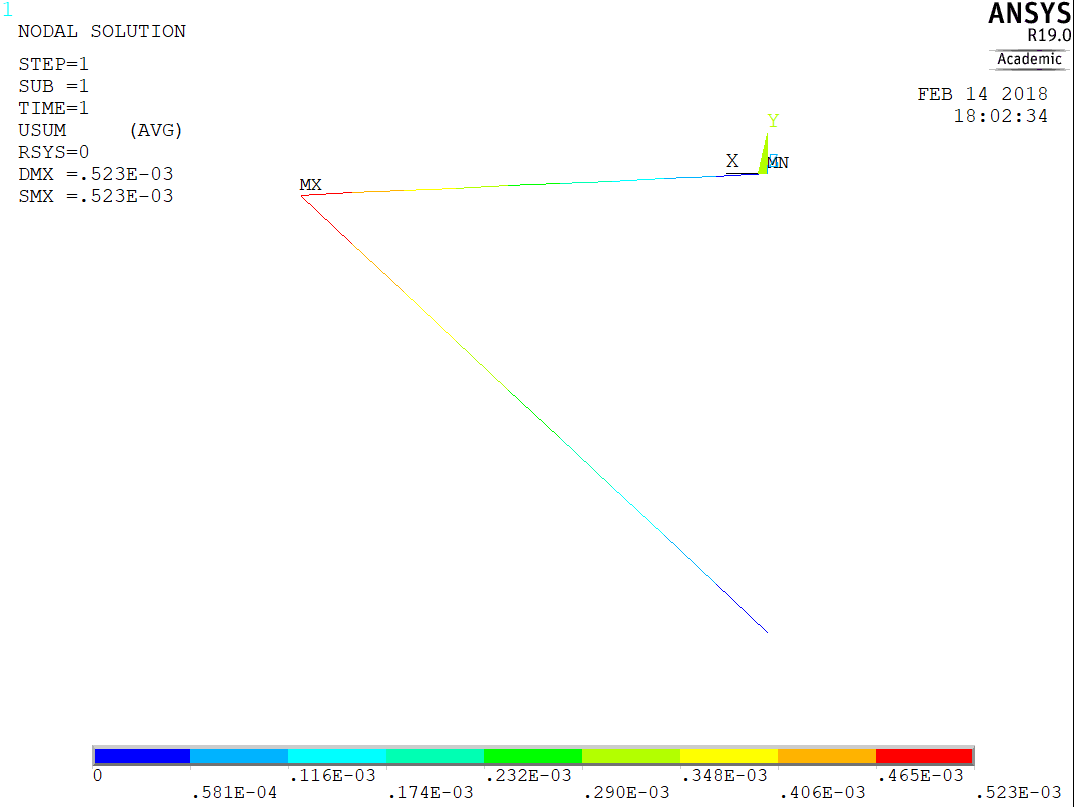 1
NODAL SOLUTION
STEP=1
SUB =1
TIME=1
USUM (AVG)
RSYS=0
DMX =.523E-03
SMX =.523E-03
ANSYS
R19.0
Academic
FEB 14 2018
18:02:34
Y
X
Z
MN
MX
0
.581E-04
.116E-03
.174E-03
.232E-03
.290E-03
.348E-03
.406E-03
.465E-03
.523E-03